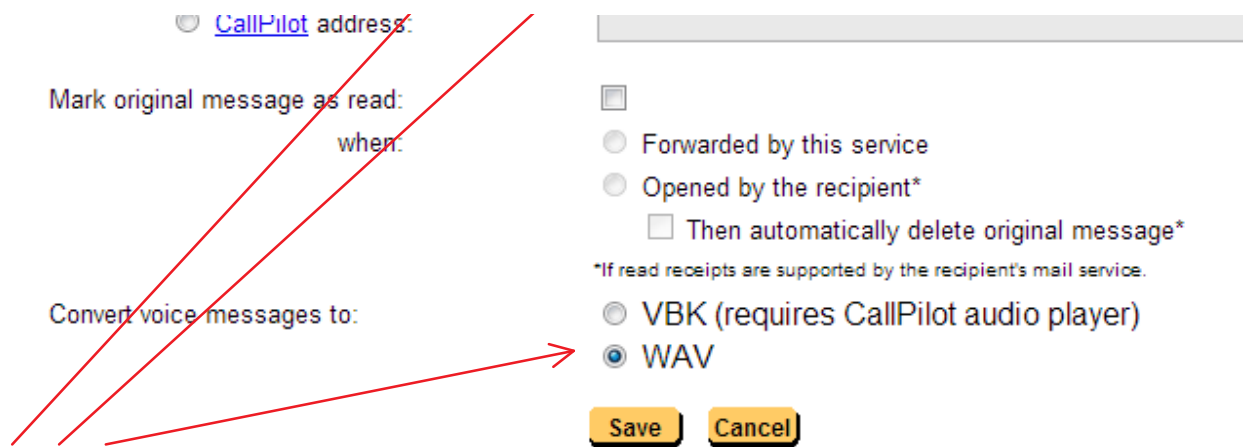 CallPilot address:
Mark original message as read:
when:
Forwarded by this service
Opened by the recipient*
Then automatically delete original message*
*If read receipts are supported by the recipient's mail service.
Convert voice messages to:
VBK (requires CallPilot audio player)
WAV
Save Cancel